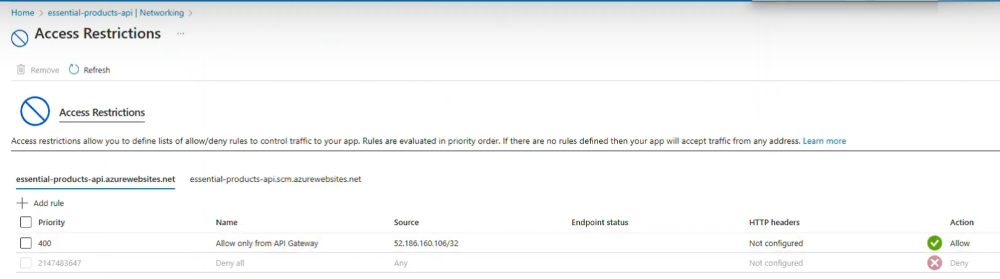 Home > essential-products-api | Networking >
Access Restrictions ...
Remove Refresh
Access Restrictions
Access restrictions allow you to define lists of allow/deny rules to control traffic to your app. Rules are evaluated in priority order. If there are no rules defined then your app will accept traffic from any address. Learn more
essential-products-api.azurewebsites.net essential-products-api.scm.azurewebsites.net
+ Add rule
Priority Name Source Endpoint status HTTP headers Action
400 Allow only from API Gateway 52.186.160.106/32 Not configured Allow
2147483647 Deny all Any Not configured Deny